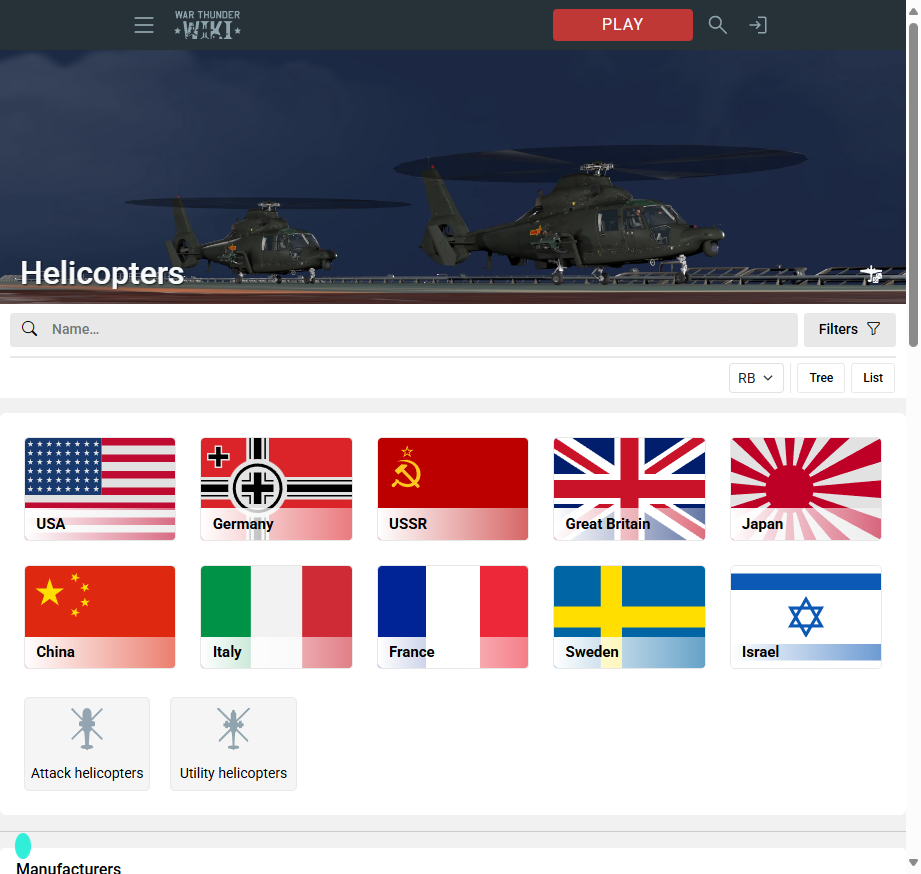 WAR THUNDER
WIKI
PLAY
Helicopters
Name...
Filters
RB
Tree
List
USA
Germany
USSR
Great Britain
Japan
China
Italy
France
Sweden
Israel
Attack helicopters
Utility helicopters
Manufacturers